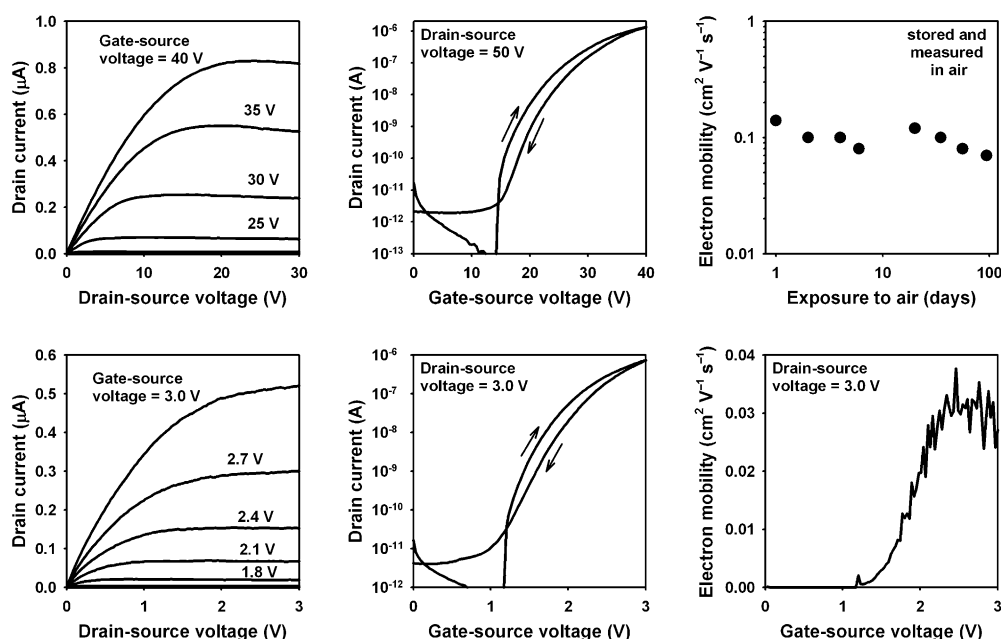 1.0
0.8
0.6
0.4
0.2
0.0
Drain current (μA)
Gate-source
voltage = 40 V
35 V
30 V
25 V
0 10 20 30
Drain-source voltage (V)
10⁻⁶
10⁻⁷
10⁻⁸
10⁻⁹
10⁻¹⁰
10⁻¹¹
10⁻¹²
10⁻¹³
Drain current (A)
Drain-source
voltage = 50 V
0 10 20 30 40
Gate-source voltage (V)
1
0.1
0.01
Electron mobility (cm² V⁻¹ s⁻¹)
stored and
measured
in air
1 10 100
Exposure to air (days)
0.6
0.5
0.4
0.3
0.2
0.1
0.0
Drain current (μA)
Gate-source
voltage = 3.0 V
2.7 V
2.4 V
2.1 V
1.8 V
0 1 2 3
Drain-source voltage (V)
10⁻⁶
10⁻⁷
10⁻⁸
10⁻⁹
10⁻¹⁰
10⁻¹¹
10⁻¹²
Drain current (A)
Drain-source
voltage = 3.0 V
0 1 2 3
Gate-source voltage (V)
0.04
0.03
0.02
0.01
0.00
Electron mobility (cm² V⁻¹ s⁻¹)
Drain-source
voltage = 3.0 V
0 1 2 3
Gate-source voltage (V)